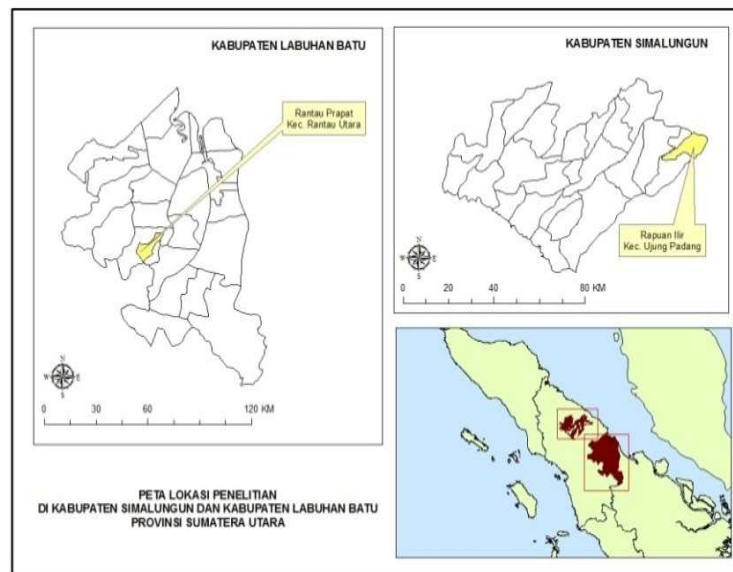 KABUPATEN LABUHAN BATU
Rantau Prapat
Kec. Rantau Utara
N
W E
S
0 30 60 120 KM
KABUPATEN SIMALUNGUN
Rapuan Ilir
Kec. Ujung Padang
N
W E
S
0 20 40 80 KM
PETA LOKASI PENELITIAN
DI KABUPATEN SIMALUNGUN DAN KABUPATEN LABUHAN BATU
PROVINSI SUMATERA UTARA